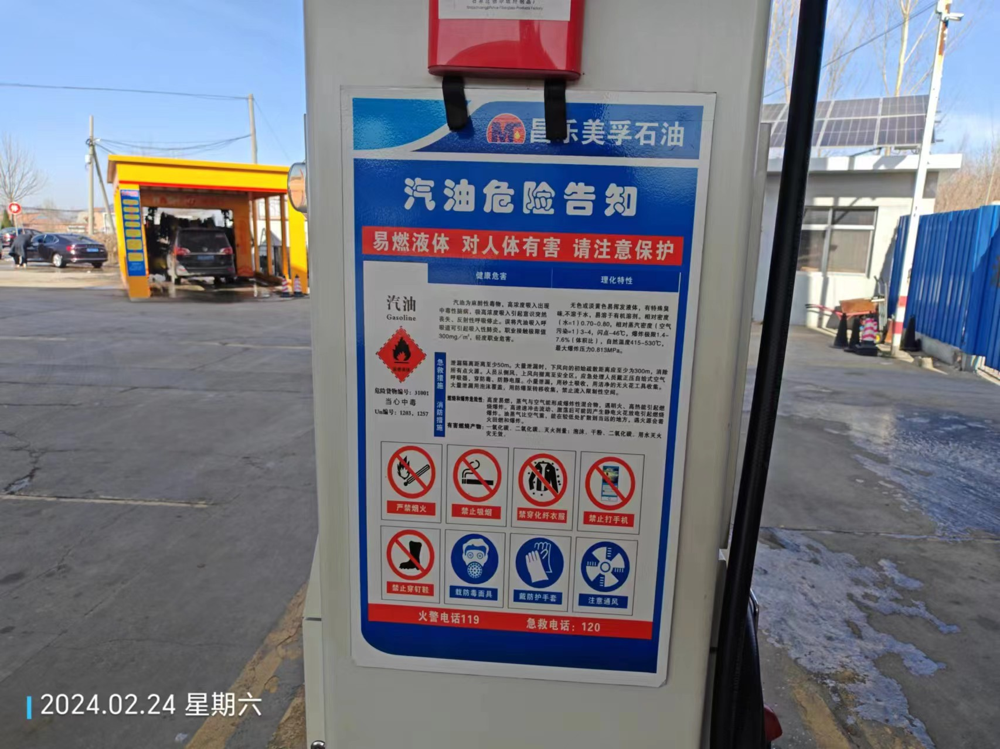 Shijiazhuang Minhua Fiberglass Products Factory
昌乐美孚石油
汽油危险告知
易燃液体 对人体有害 请注意保护
健康危害 理化特性
汽油
Gasoline
危险货物编号：31001
当心中毒
Un编号：1203、1257
汽油为麻醉性毒物，高浓度吸入出现
中毒性脑病，极高浓度吸入引起意识突然
丧失、反射性呼吸停止。误将汽油吸入呼
吸道可引起吸入性肺炎。职业接触极限值
300mg／m³，轻度职业危害。
无色或淡黄色易挥发液体，有特殊臭
味，不溶于水，易溶于有机溶剂。相对密度
（水=1）0.70-0.80，相对蒸汽密度（空气
污染=1）3-4，闪点-46℃，爆炸极限1.4-
7.6%（体积比），自然温度415-530℃，
最大爆炸压力0.813MPa。
急救措施
泄漏隔离距离至少50m。大量泄漏时，下风向的初始疏散距离应至少为300m，消除
所有点火源。人员从侧风、上风向撤离至安全区。应急处理人员戴正压自给式空气
呼吸器，穿防毒，防静电服。小量泄漏，用砂土吸收，用洁净的无火花工具收集。
大量泄漏用泡沫覆盖，用防爆泵转移收集，禁止流入限制性空间。
消防措施
燃烧和爆炸危险性：高度易燃，蒸气与空气能形成爆炸性混合物，遇明火、高热能引起燃
烧爆炸。高速冲击流动、激荡后可能因产生静电火花放电引起燃烧
爆炸。油蒸气比空气重，能在较低处扩散到当远的地方，遇火源会着
火回燃和爆炸。
有害燃烧产物：一氧化碳、二氧化碳、灭火剂量：泡沫、干粉、二氧化碳、用水灭火
灾无效。
严禁烟火 禁止吸烟 禁穿化纤衣服 禁止打手机
禁止穿钉鞋 载防毒面具 戴防护手套 注意通风
火警电话119 急救电话：120
2024.02.24 星期六